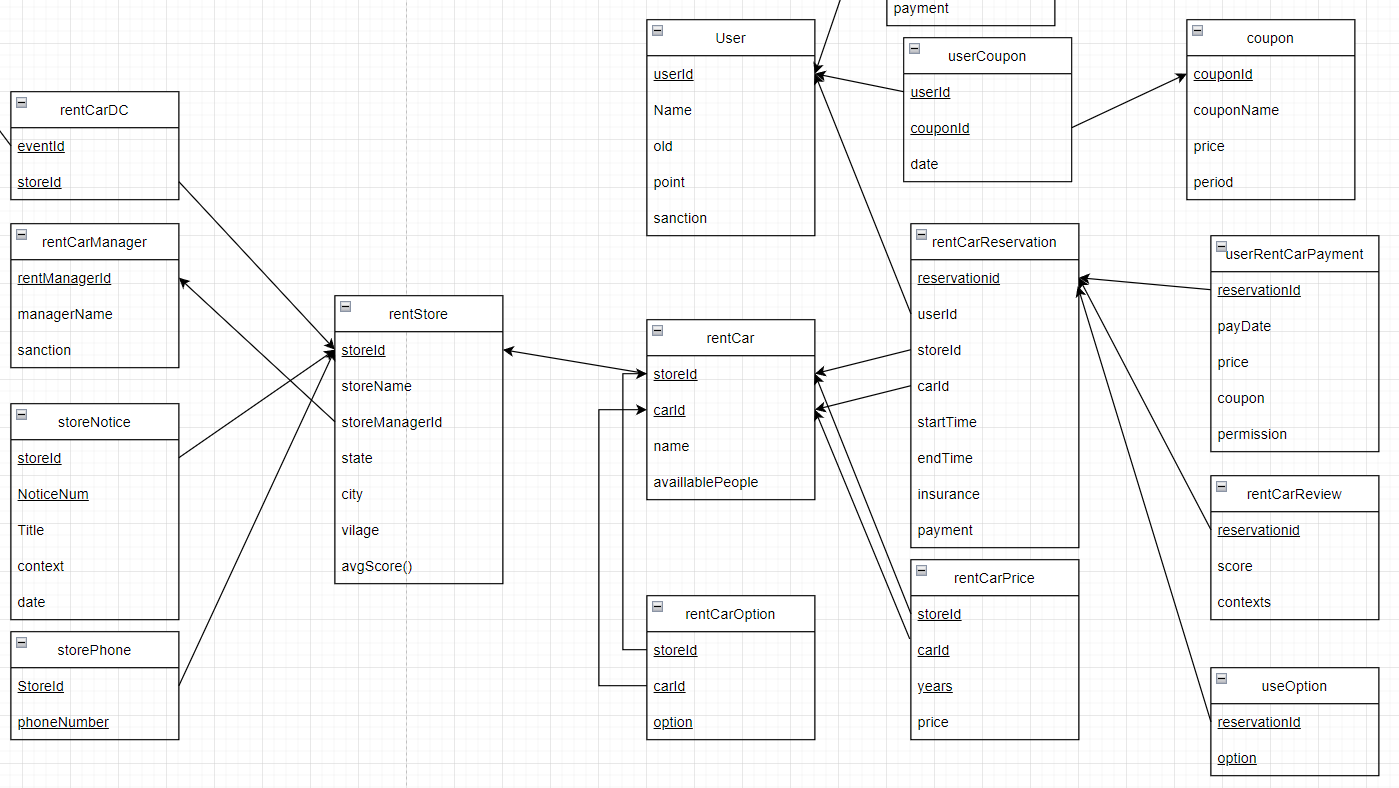 payment
User
userId
Name
old
point
sanction
userCoupon
userId
couponId
date
coupon
couponId
couponName
price
period
rentCarDC
eventId
storeId
rentCarManager
rentManagerId
managerName
sanction
storeNotice
storeId
NoticeNum
Title
context
date
storePhone
StoreId
phoneNumber
rentStore
storeId
storeName
storeManagerId
state
city
vilage
avgScore()
rentCar
storeId
carId
name
availlablePeople
rentCarOption
storeId
carId
option
rentCarReservation
reservationid
userId
storeId
carId
startTime
endTime
insurance
payment
rentCarPrice
storeId
carId
years
price
userRentCarPayment
reservationId
payDate
price
coupon
permission
rentCarReview
reservationid
score
contexts
useOption
reservationId
option